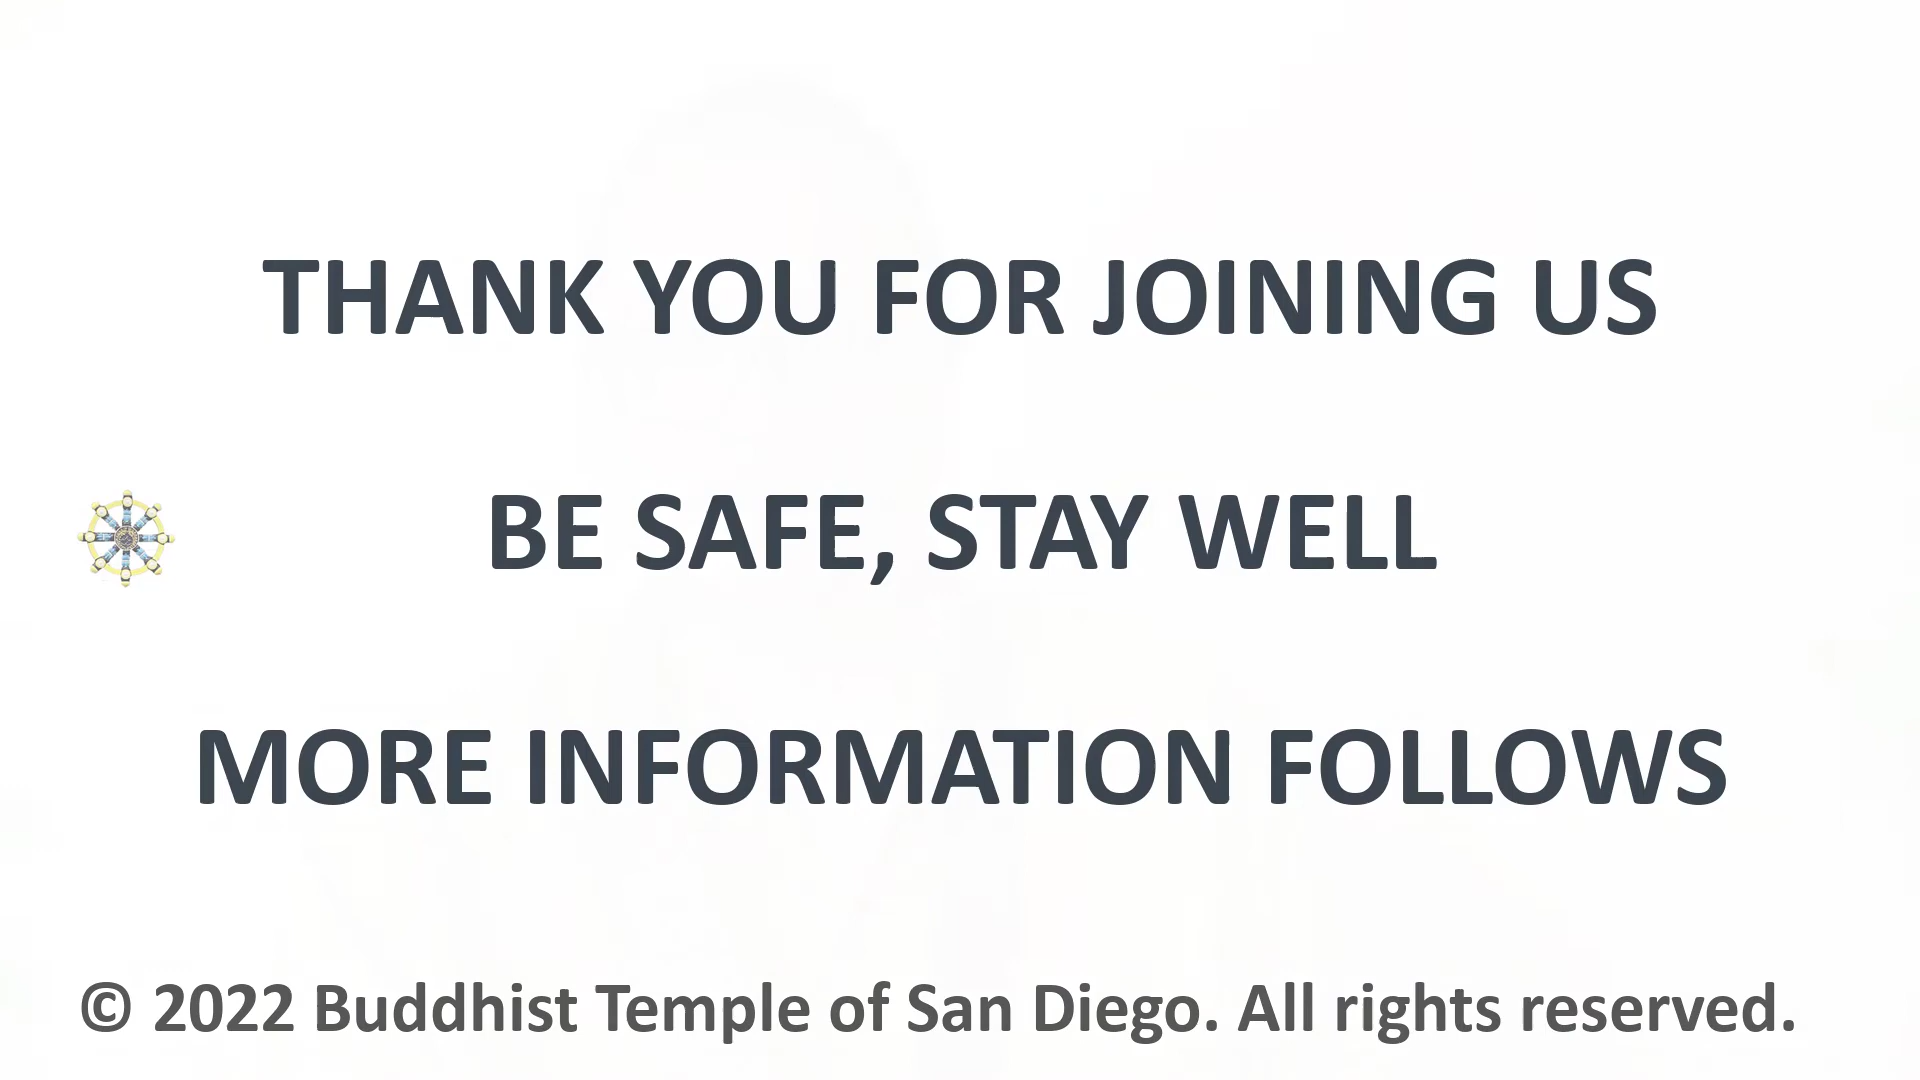 THANK YOU FOR JOINING US
BE SAFE, STAY WELL
MORE INFORMATION FOLLOWS
© 2022 Buddhist Temple of San Diego. All rights reserved.